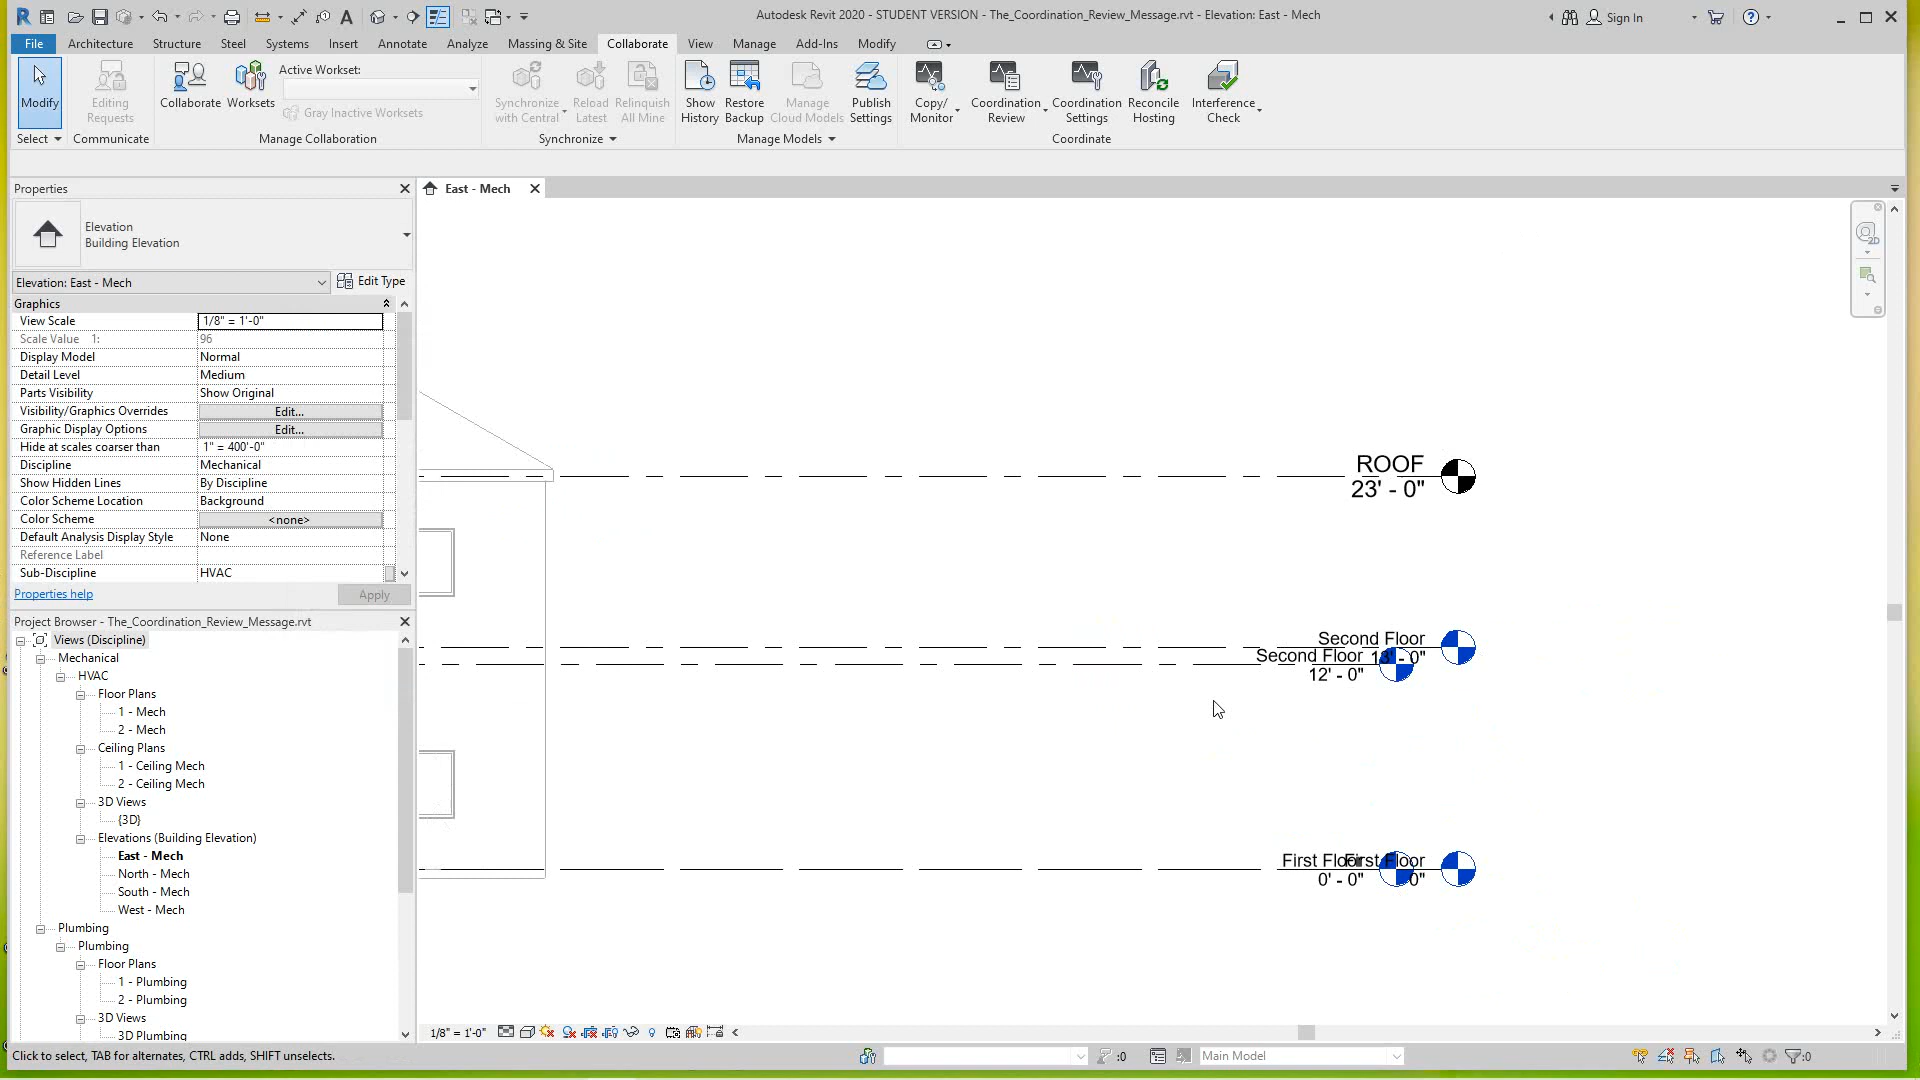 Autodesk Revit 2020 - STUDENT VERSION - The_Coordination_Review_Message.rvt - Elevation: East - Mech
Sign In
File Architecture Structure Steel Systems Insert Annotate Analyze Massing & Site Collaborate View Manage Add-Ins Modify
Modify
Editing Requests
Collaborate
Worksets
Active Workset:
Gray Inactive Worksets
Synchronize with Central
Reload Latest
Relinquish All Mine
Show History
Restore Backup
Manage Cloud Models
Publish Settings
Copy/ Monitor
Coordination Review
Coordination Settings
Reconcile Hosting
Interference Check
Select Communicate Manage Collaboration Synchronize Manage Models Coordinate
Properties
East - Mech
Elevation
Building Elevation
Elevation: East - Mech
Edit Type
Graphics
View Scale 1/8" = 1'-0"
Scale Value 1: 96
Display Model Normal
Detail Level Medium
Parts Visibility Show Original
Visibility/Graphics Overrides Edit...
Graphic Display Options Edit...
Hide at scales coarser than 1" = 400'-0"
Discipline Mechanical
Show Hidden Lines By Discipline
Color Scheme Location Background
Color Scheme <none>
Default Analysis Display Style None
Reference Label
Sub-Discipline HVAC
Properties help
Apply
Project Browser - The_Coordination_Review_Message.rvt
Views (Discipline)
Mechanical
HVAC
Floor Plans
1 - Mech
2 - Mech
Ceiling Plans
1 - Ceiling Mech
2 - Ceiling Mech
3D Views
{3D}
Elevations (Building Elevation)
East - Mech
North - Mech
South - Mech
West - Mech
Plumbing
Plumbing
Floor Plans
1 - Plumbing
2 - Plumbing
3D Views
3D Plumbing
ROOF
23' - 0"
Second Floor
13' - 0"
Second Floor
12' - 0"
First Floor
0' - 0"
First Floor
0"
2D
1/8" = 1'-0"
Click to select, TAB for alternates, CTRL adds, SHIFT unselects.
:0
Main Model
:0